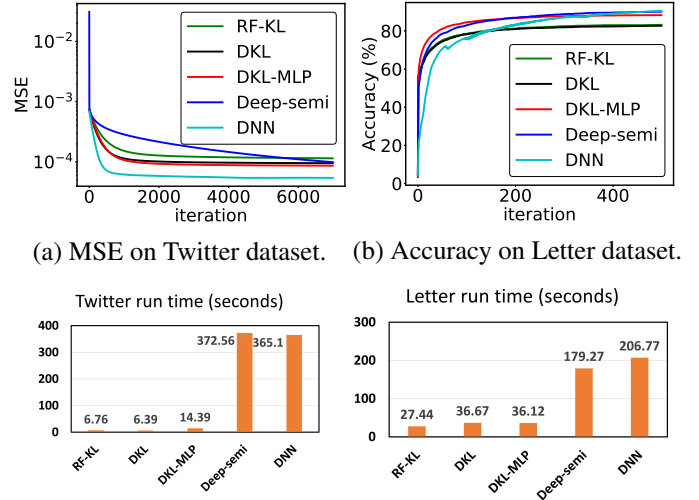 10⁻²
10⁻³
10⁻⁴
MSE
RF-KL
DKL
DKL-MLP
Deep-semi
DNN
0 2000 4000 6000
iteration
80
60
40
20
0
Accuracy (%)
RF-KL
DKL
DKL-MLP
Deep-semi
DNN
0 200 400
iteration
(a) MSE on Twitter dataset.
(b) Accuracy on Letter dataset.
Twitter run time (seconds)
400
300
200
100
0
6.76 6.39 14.39 372.56 365.1
RF-KL DKL DKL-MLP Deep-semi DNN
Letter run time (seconds)
300
200
100
0
27.44 36.67 36.12 179.27 206.77
RF-KL DKL DKL-MLP Deep-semi DNN